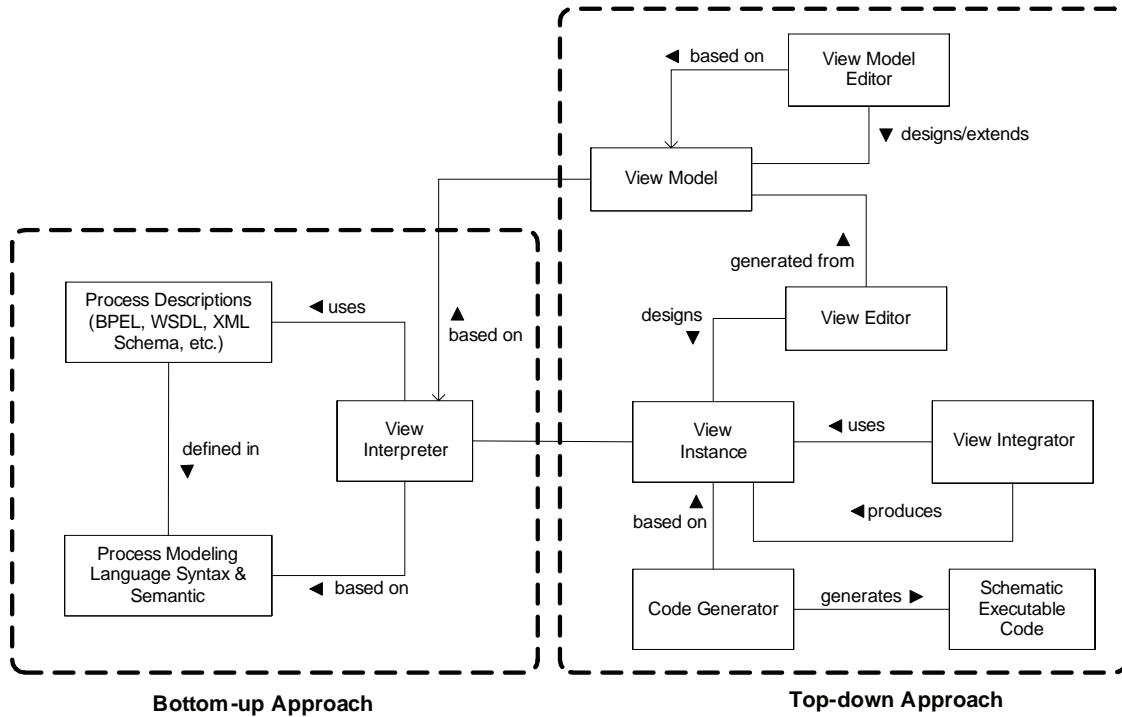 ◄ based on
View Model
Editor
▼ designs/extends
View Model
▲
generated from
View Editor
designs
▼
Process Descriptions
(BPEL, WSDL, XML
Schema, etc.)
◄ uses
▲
based on
defined in
▼
View
Interpreter
View
Instance
◄ uses
View Integrator
▲
based on
◄ produces
Process Modeling
Language Syntax &
Semantic
◄ based on
Code Generator
generates ►
Schematic
Executable
Code
Bottom-up Approach
Top-down Approach